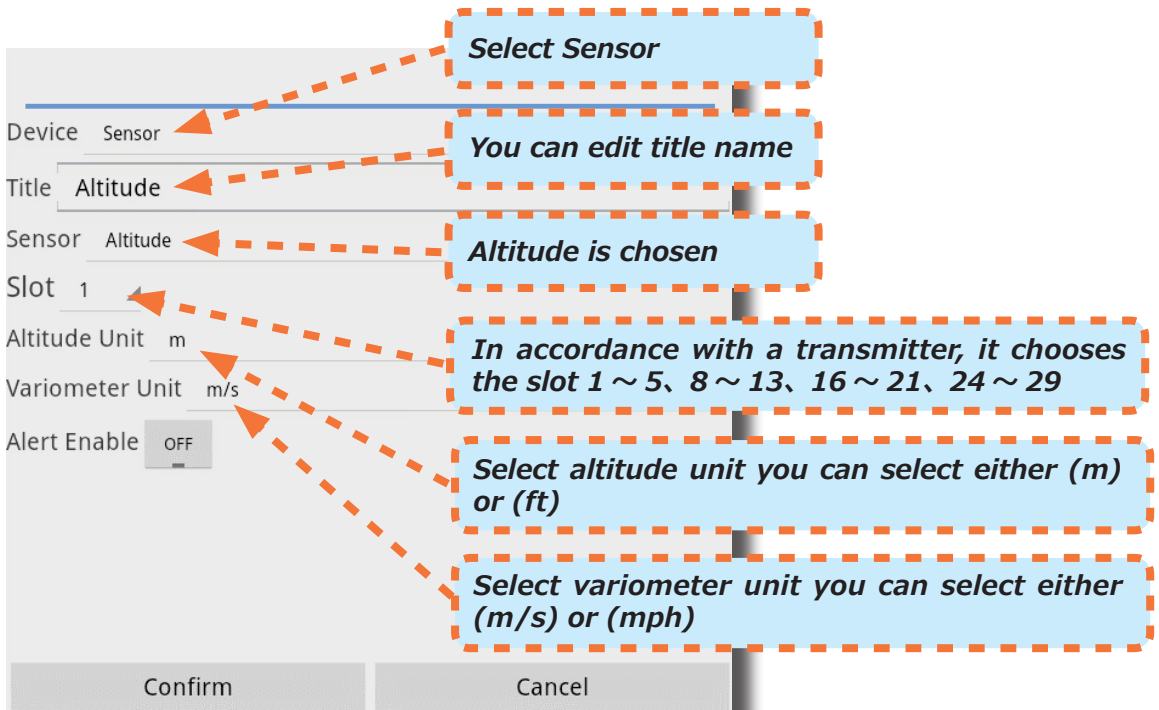 Select Sensor
Device Sensor
You can edit title name
Title Altitude
Sensor Altitude
Altitude is chosen
Slot 1
Altitude Unit m
In accordance with a transmitter, it chooses
the slot 1～5、8～13、16～21、24～29
Variometer Unit m/s
Alert Enable OFF
Select altitude unit you can select either (m)
or (ft)
Select variometer unit you can select either
(m/s) or (mph)
Confirm Cancel